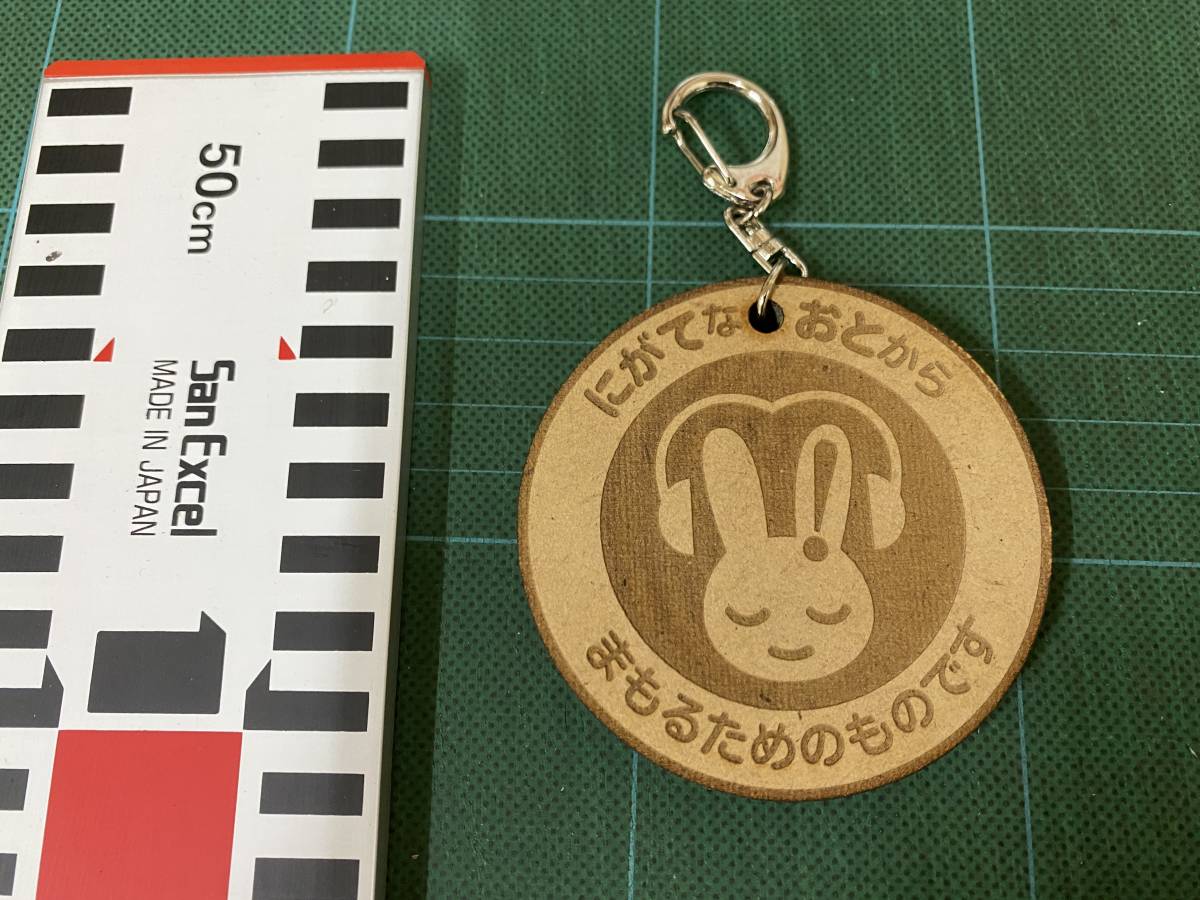 50cm
San Excel
MADE IN JAPAN
1
にがてな おとから
まもるためのものです